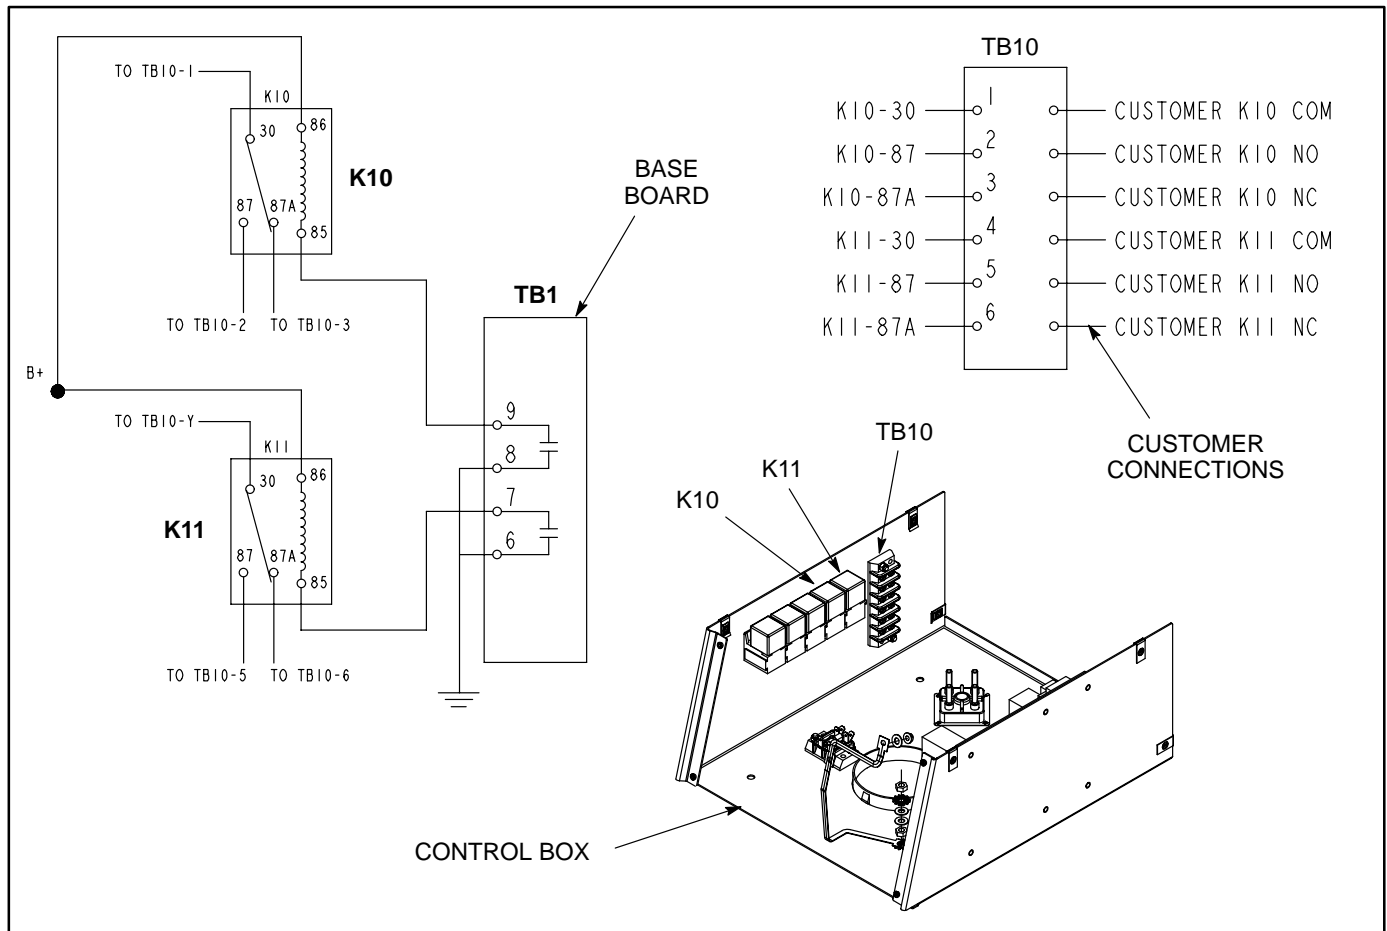 TO TB10-1
K10
30
86
87
87A
85
K10
TO TB10-2
TO TB10-3
B+
TO TB10-Y
K11
30
86
87
87A
85
K11
TO TB10-5
TO TB10-6
BASE
BOARD
TB1
9
8
7
6
TB10
K10-30 1 CUSTOMER K10 COM
K10-87 2 CUSTOMER K10 NO
K10-87A 3 CUSTOMER K10 NC
K11-30 4 CUSTOMER K11 COM
K11-87 5 CUSTOMER K11 NO
K11-87A 6 CUSTOMER K11 NC
CUSTOMER
CONNECTIONS
TB10
K11
K10
CONTROL BOX